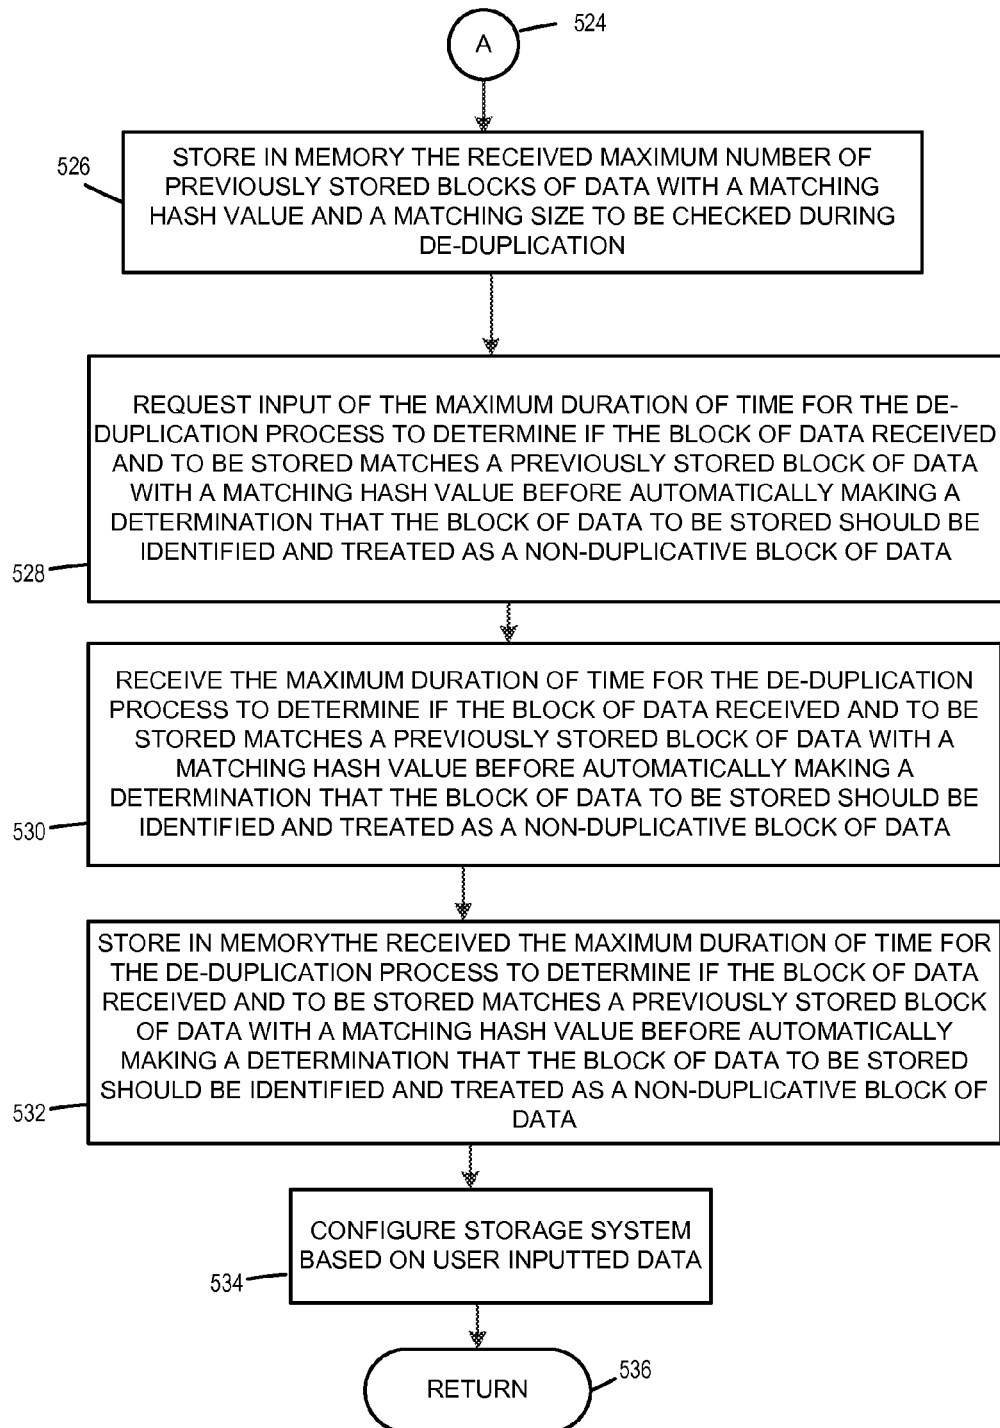 A
524
526
STORE IN MEMORY THE RECEIVED MAXIMUM NUMBER OF
PREVIOUSLY STORED BLOCKS OF DATA WITH A MATCHING
HASH VALUE AND A MATCHING SIZE TO BE CHECKED DURING
DE-DUPLICATION
REQUEST INPUT OF THE MAXIMUM DURATION OF TIME FOR THE DE-
DUPLICATION PROCESS TO DETERMINE IF THE BLOCK OF DATA RECEIVED
AND TO BE STORED MATCHES A PREVIOUSLY STORED BLOCK OF DATA
WITH A MATCHING HASH VALUE BEFORE AUTOMATICALLY MAKING A
DETERMINATION THAT THE BLOCK OF DATA TO BE STORED SHOULD BE
IDENTIFIED AND TREATED AS A NON-DUPLICATIVE BLOCK OF DATA
528
RECEIVE THE MAXIMUM DURATION OF TIME FOR THE DE-DUPLICATION
PROCESS TO DETERMINE IF THE BLOCK OF DATA RECEIVED AND TO BE
STORED MATCHES A PREVIOUSLY STORED BLOCK OF DATA WITH A
MATCHING HASH VALUE BEFORE AUTOMATICALLY MAKING A
DETERMINATION THAT THE BLOCK OF DATA TO BE STORED SHOULD BE
IDENTIFIED AND TREATED AS A NON-DUPLICATIVE BLOCK OF DATA
530
STORE IN MEMORYTHE RECEIVED THE MAXIMUM DURATION OF TIME FOR
THE DE-DUPLICATION PROCESS TO DETERMINE IF THE BLOCK OF DATA
RECEIVED AND TO BE STORED MATCHES A PREVIOUSLY STORED BLOCK
OF DATA WITH A MATCHING HASH VALUE BEFORE AUTOMATICALLY
MAKING A DETERMINATION THAT THE BLOCK OF DATA TO BE STORED
SHOULD BE IDENTIFIED AND TREATED AS A NON-DUPLICATIVE BLOCK OF
DATA
532
CONFIGURE STORAGE SYSTEM
BASED ON USER INPUTTED DATA
534
RETURN
536